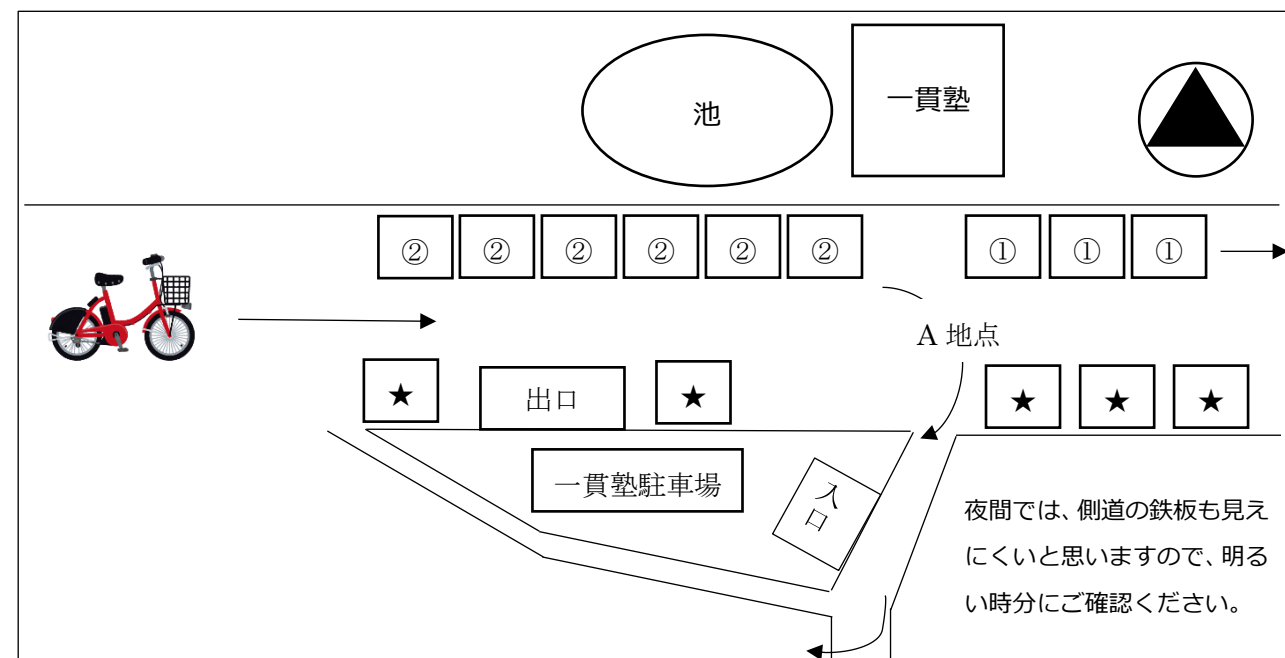 池
一貫塾
② ② ② ② ② ② ① ① ①
A 地点
★ 出口 ★ ★ ★ ★
一貫塾駐車場
入口
夜間では、側道の鉄板も見え
にくいと思いますので、明る
い時分にご確認ください。